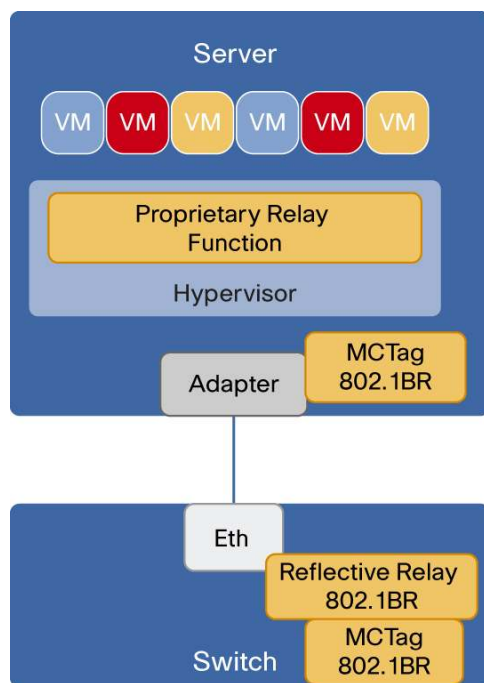 Server
VM VM VM VM VM VM
Proprietary Relay
Function
Hypervisor
MCTag
802.1BR
Adapter
Eth
Reflective Relay
802.1BR
MCTag
802.1BR
Switch